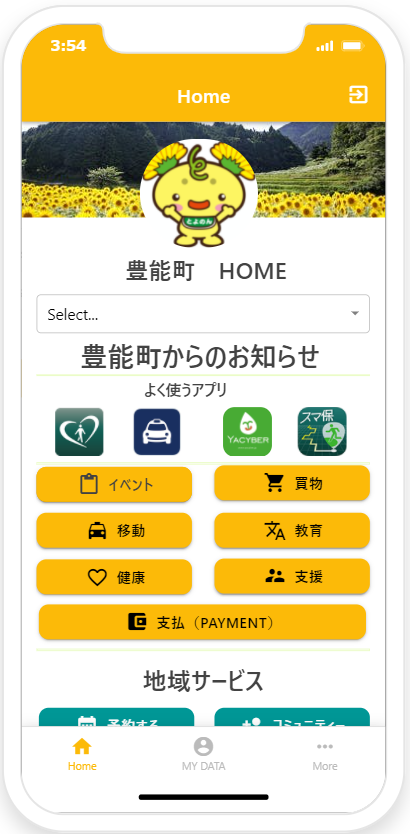 3:54
Home
とよのん
豊能町 HOME
Select...
豊能町からのお知らせ
よく使うアプリ
YACYBER
スマ保
イベント
買物
移動
教育
健康
支援
支払（PAYMENT）
地域サービス
予約する
コミュニティー
Home
MY DATA
More